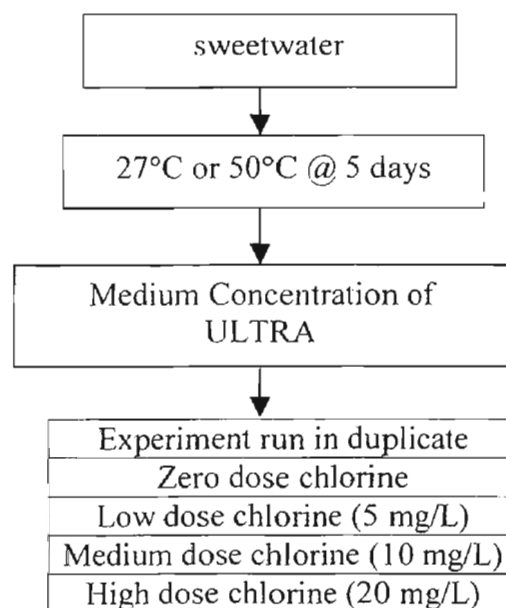 sweetwater
27°C or 50°C @ 5 days
Medium Concentration of
ULTRA
Experiment run in duplicate
Zero dose chlorine
Low dose chlorine (5 mg/L)
Medium dose chlorine (10 mg/L)
High dose chlorine (20 mg/L)